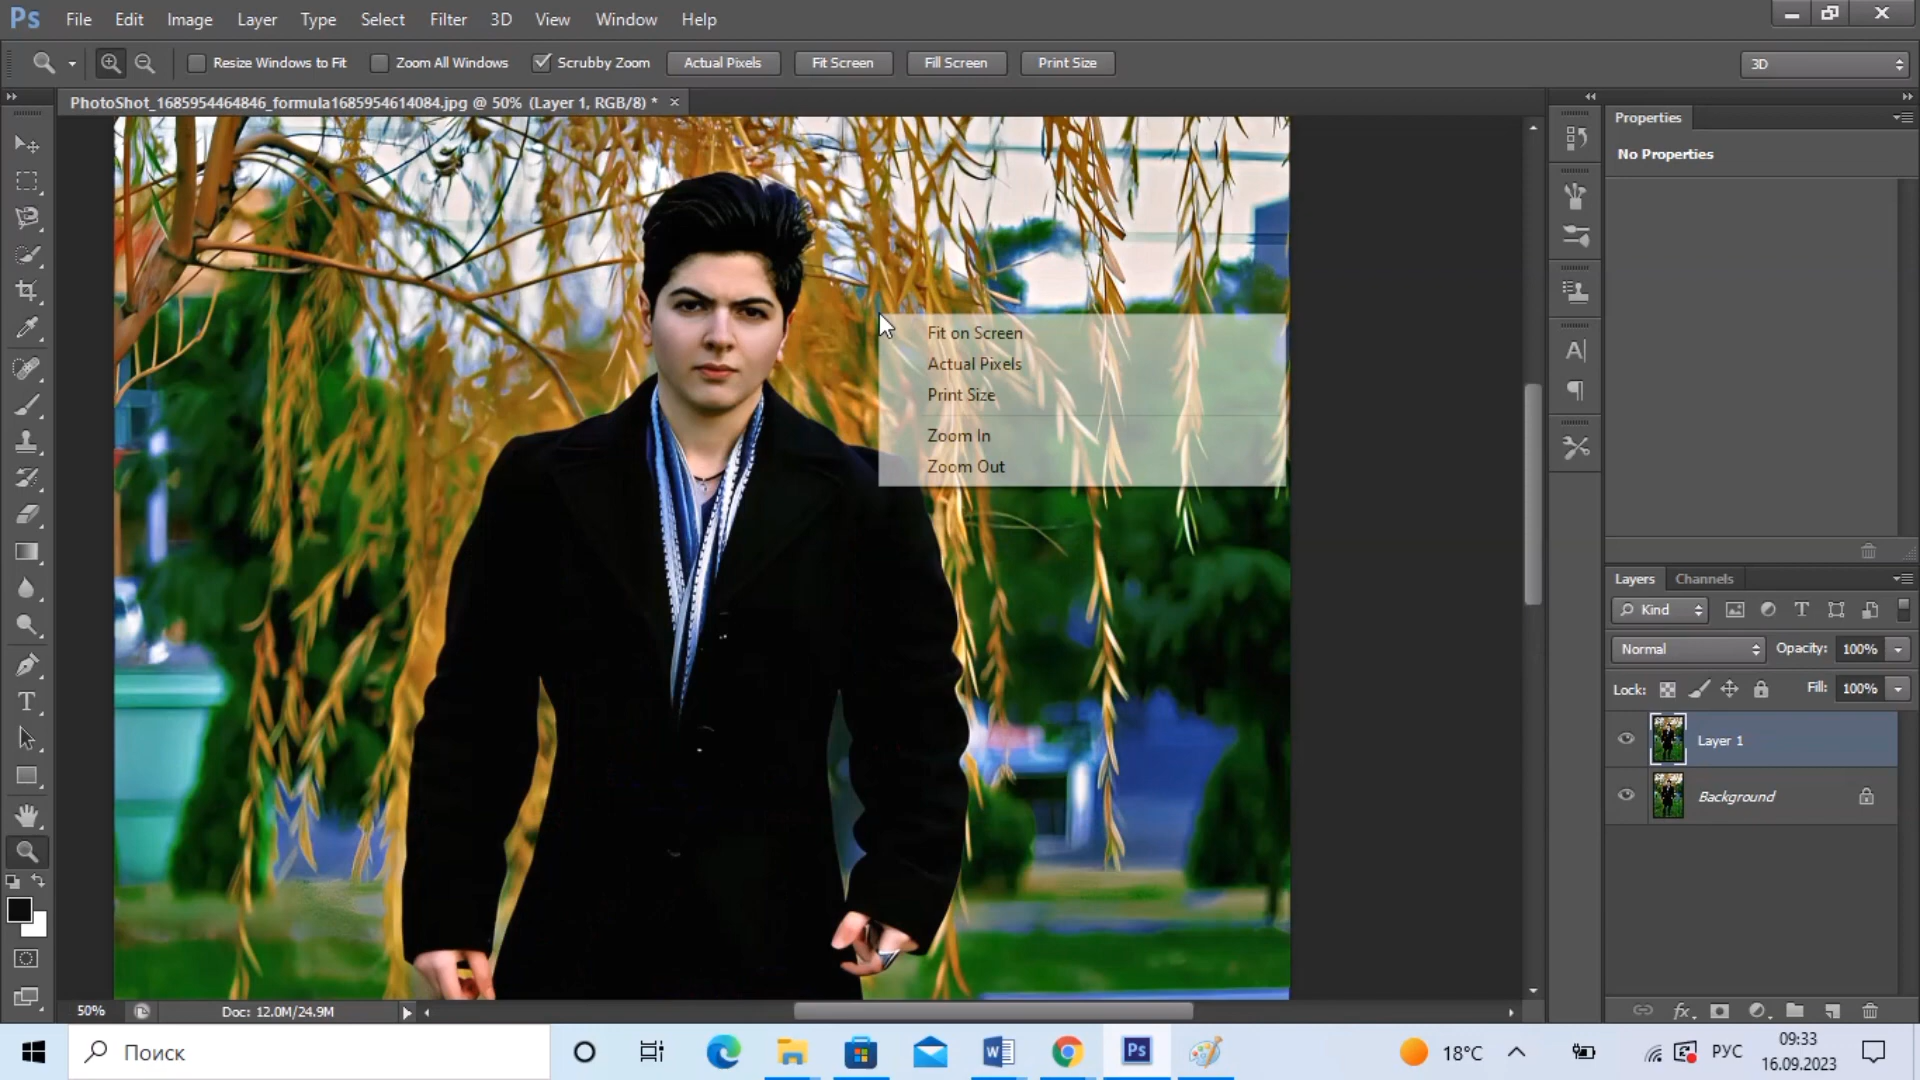 Ps File Edit Image Layer Type Select Filter 3D View Window Help
Resize Windows to Fit Zoom All Windows Scrubby Zoom Actual Pixels Fit Screen Fill Screen Print Size 3D
PhotoShot_1685954464846_formula1685954614084.jpg @ 50% (Layer 1, RGB/8) *
Properties
No Properties
Fit on Screen
Actual Pixels
Print Size
Zoom In
Zoom Out
Layers Channels
Kind
Normal Opacity: 100%
Lock: Fill: 100%
Layer 1
Background
50% Doc: 12.0M/24.9M
Поиск
Ps
18°C
РУС
09:33
16.09.2023